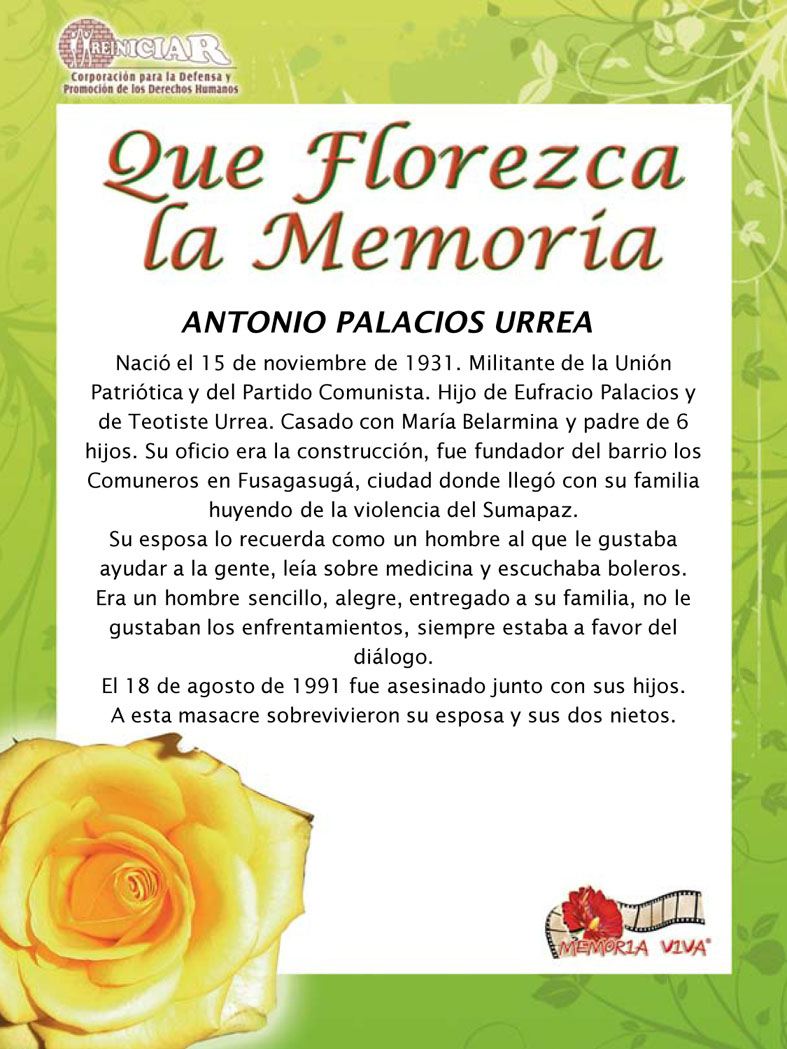 REINICIAR
Corporación para la Defensa y
Promoción de los Derechos Humanos
Que Florezca
la Memoria
ANTONIO PALACIOS URREA
Nació el 15 de noviembre de 1931. Militante de la Unión
Patriótica y del Partido Comunista. Hijo de Eufracio Palacios y
de Teotiste Urrea. Casado con María Belarmina y padre de 6
hijos. Su oficio era la construcción, fue fundador del barrio los
Comuneros en Fusagasugá, ciudad donde llegó con su familia
huyendo de la violencia del Sumapaz.
Su esposa lo recuerda como un hombre al que le gustaba
ayudar a la gente, leía sobre medicina y escuchaba boleros.
Era un hombre sencillo, alegre, entregado a su familia, no le
gustaban los enfrentamientos, siempre estaba a favor del
diálogo.
El 18 de agosto de 1991 fue asesinado junto con sus hijos.
A esta masacre sobrevivieron su esposa y sus dos nietos.
MEMORIA VIVA®